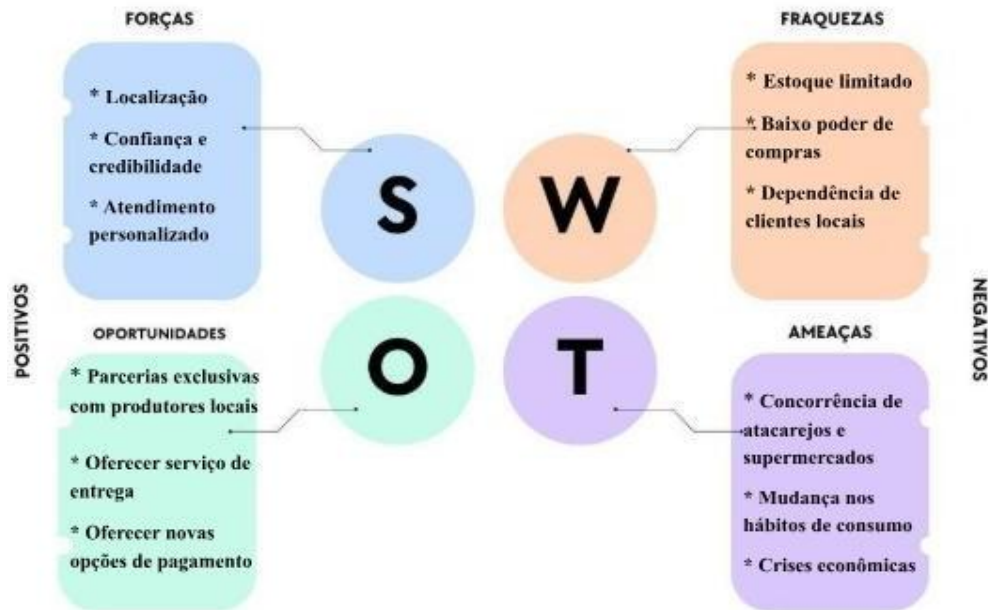 FORÇAS
* Localização
* Confiança e
credibilidade
* Atendimento
personalizado
FRAQUEZAS
* Estoque limitado
* Baixo poder de
compras
* Dependência de
clientes locais
S
W
O
T
POSITIVOS
NEGATIVOS
OPORTUNIDADES
* Parcerias exclusivas
com produtores locais
* Oferecer serviço de
entrega
* Oferecer novas
opções de pagamento
AMEAÇAS
* Concorrência de
atacarejos e
supermercados
* Mudança nos
hábitos de consumo
* Crises econômicas